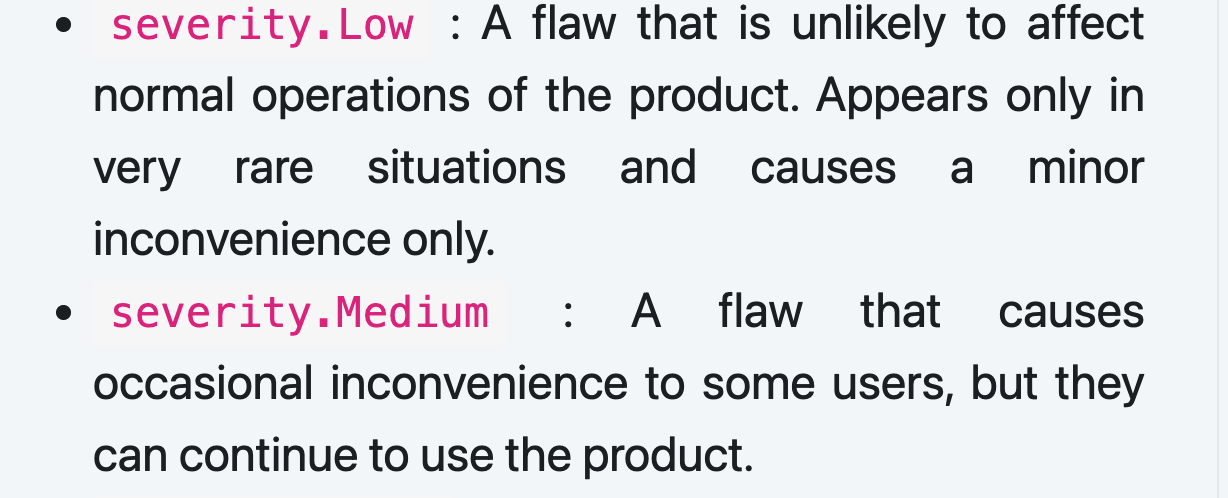 • severity.Low : A flaw that is unlikely to affect
normal operations of the product. Appears only in
very rare situations and causes a minor
inconvenience only.
• severity.Medium : A flaw that causes
occasional inconvenience to some users, but they
can continue to use the product.